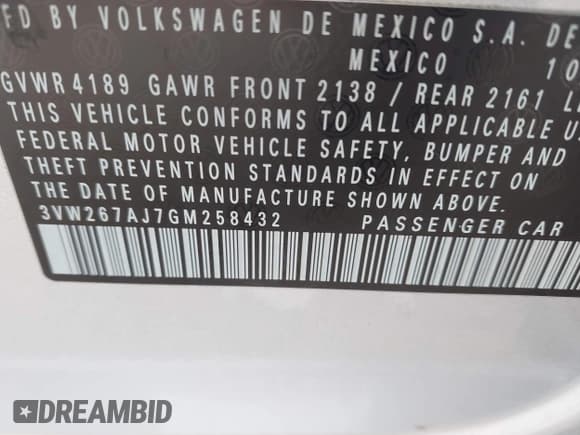 FD BY VOLKSWAGEN DE MEXICO S.A. DE
MEXICO 10
GVWR 4189 GAWR FRONT 2138 / REAR 2161 L
THIS VEHICLE CONFORMS TO ALL APPLICABLE U
FEDERAL MOTOR VEHICLE SAFETY, BUMPER AND
THEFT PREVENTION STANDARDS IN EFFECT ON
THE DATE OF MANUFACTURE SHOWN ABOVE.
3VW267AJ7GM258432 PASSENGER CAR
DREAMBID